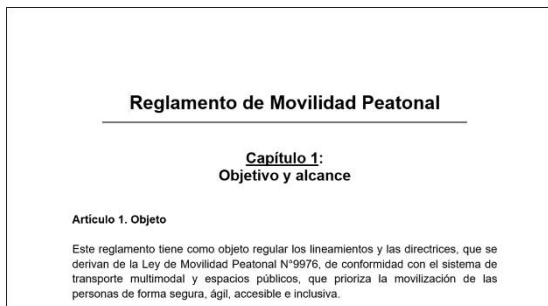 Reglamento de Movilidad Peatonal
Capítulo 1:
Objetivo y alcance
Artículo 1. Objeto
Este reglamento tiene como objeto regular los lineamientos y las directrices, que se
derivan de la Ley de Movilidad Peatonal N°9976, de conformidad con el sistema de
transporte multimodal y espacios públicos, que prioriza la movilización de las
personas de forma segura, ágil, accesible e inclusiva.